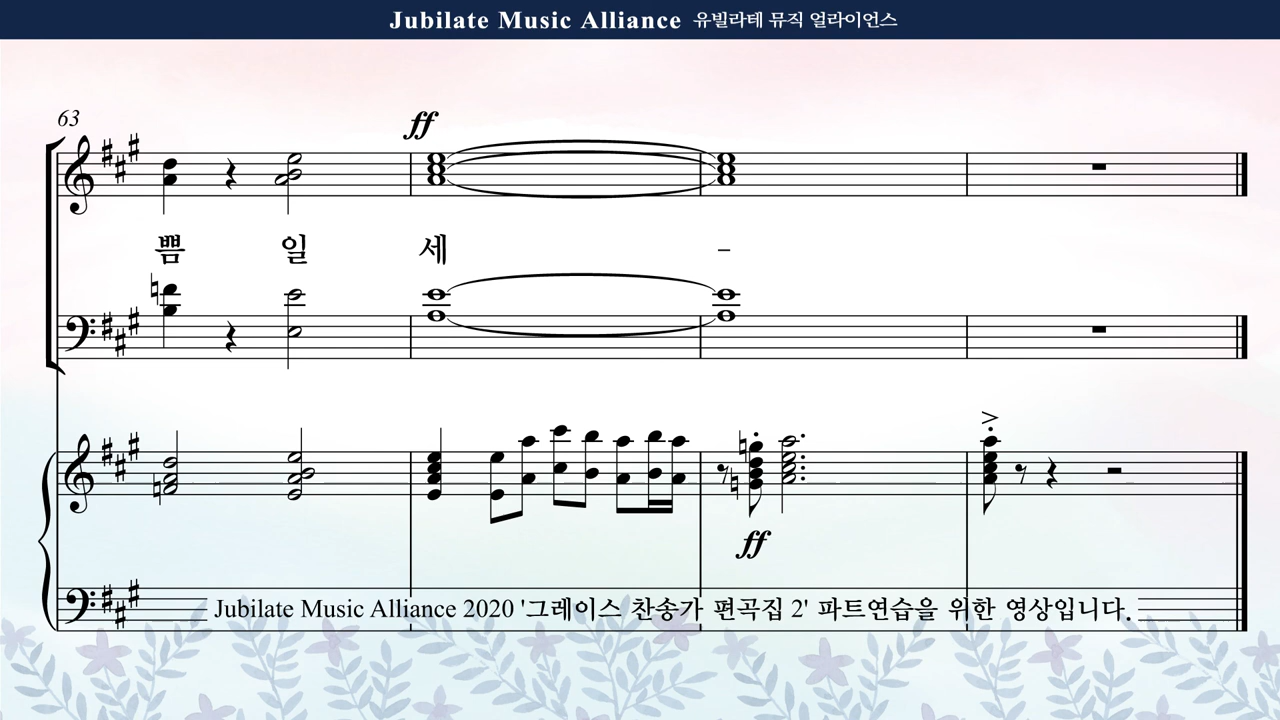 Jubilate Music Alliance 유빌라테 뮤직 얼라이언스
63
ff
쁨 일 세 -
ff
Jubilate Music Alliance 2020 '그레이스 찬송가 편곡집 2' 파트연습을 위한 영상입니다.